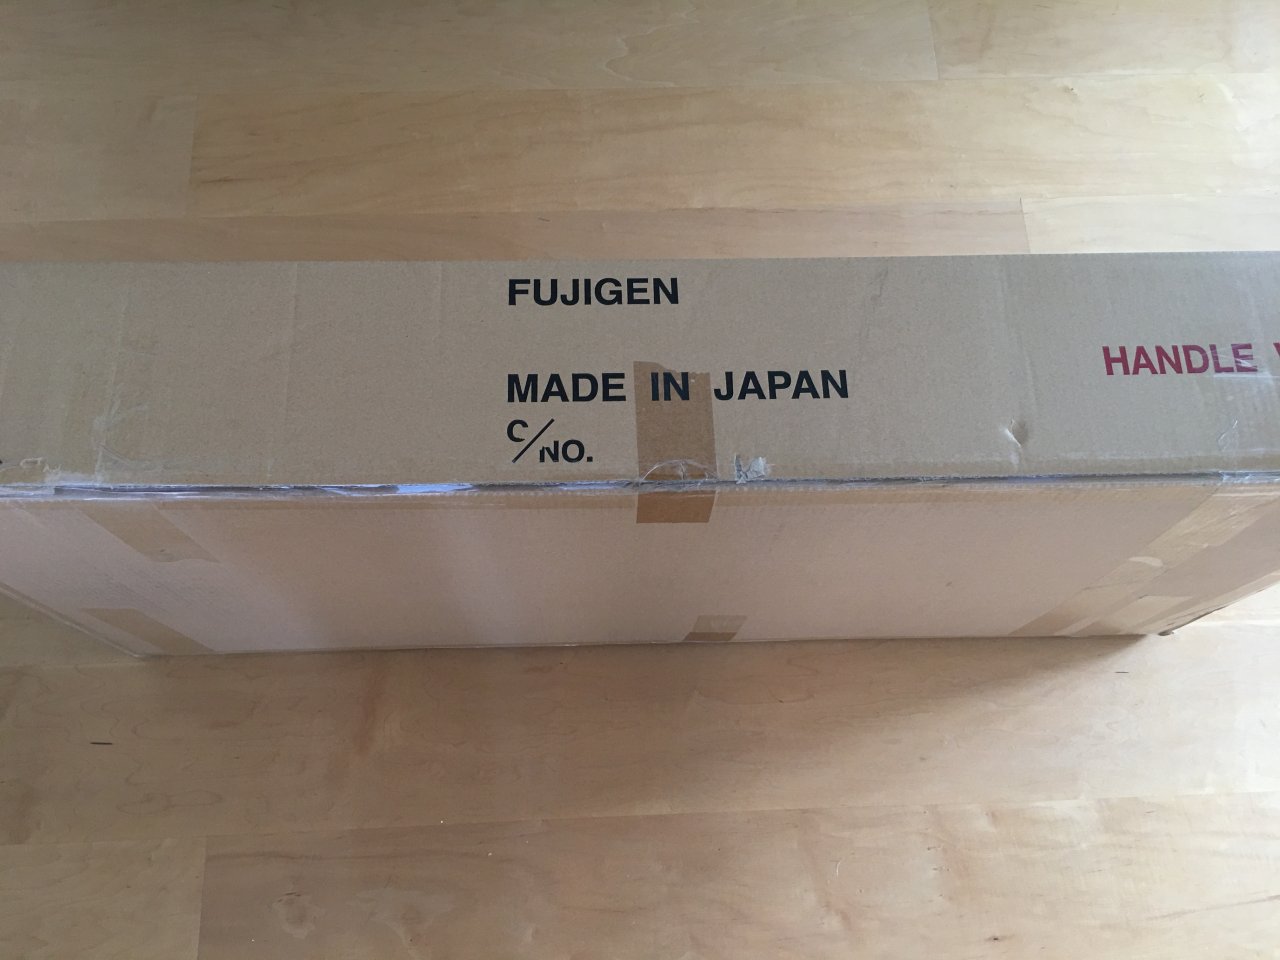 FUJIGEN
MADE IN JAPAN
C/NO.
HANDLE